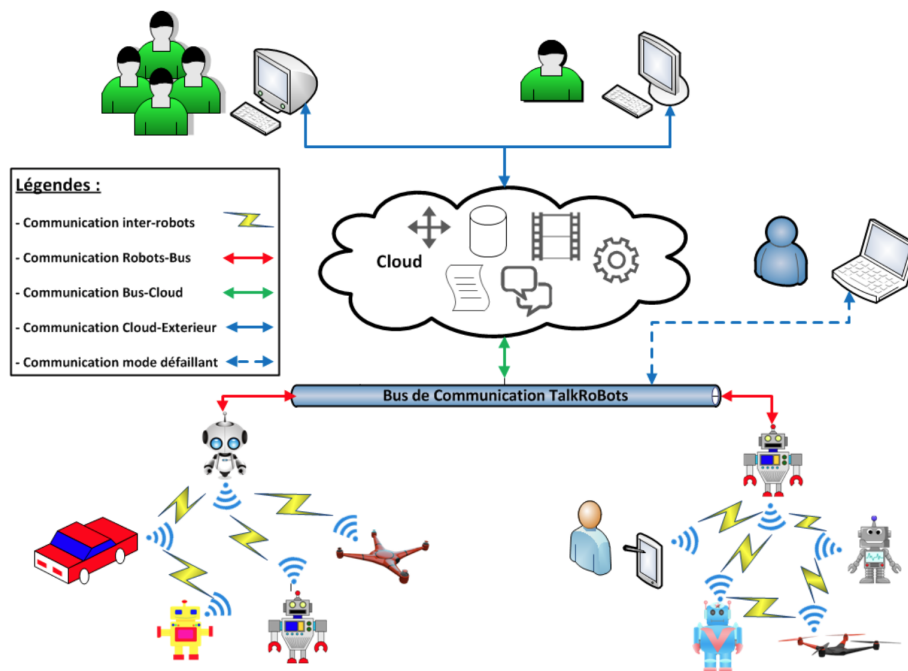 Légendes :
- Communication inter-robots
- Communication Robots-Bus
- Communication Bus-Cloud
- Communication Cloud-Exterieur
- Communication mode défaillant
Cloud
Bus de Communication TalkRoBots